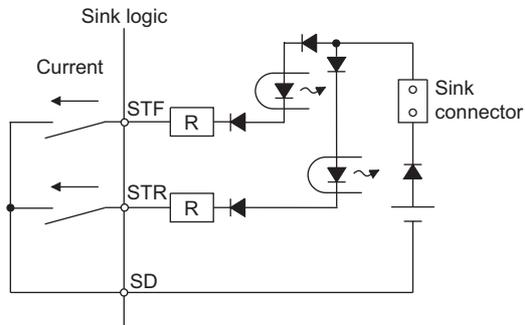 Sink logic
Current
STF
R
Sink
connector
STR
R
SD